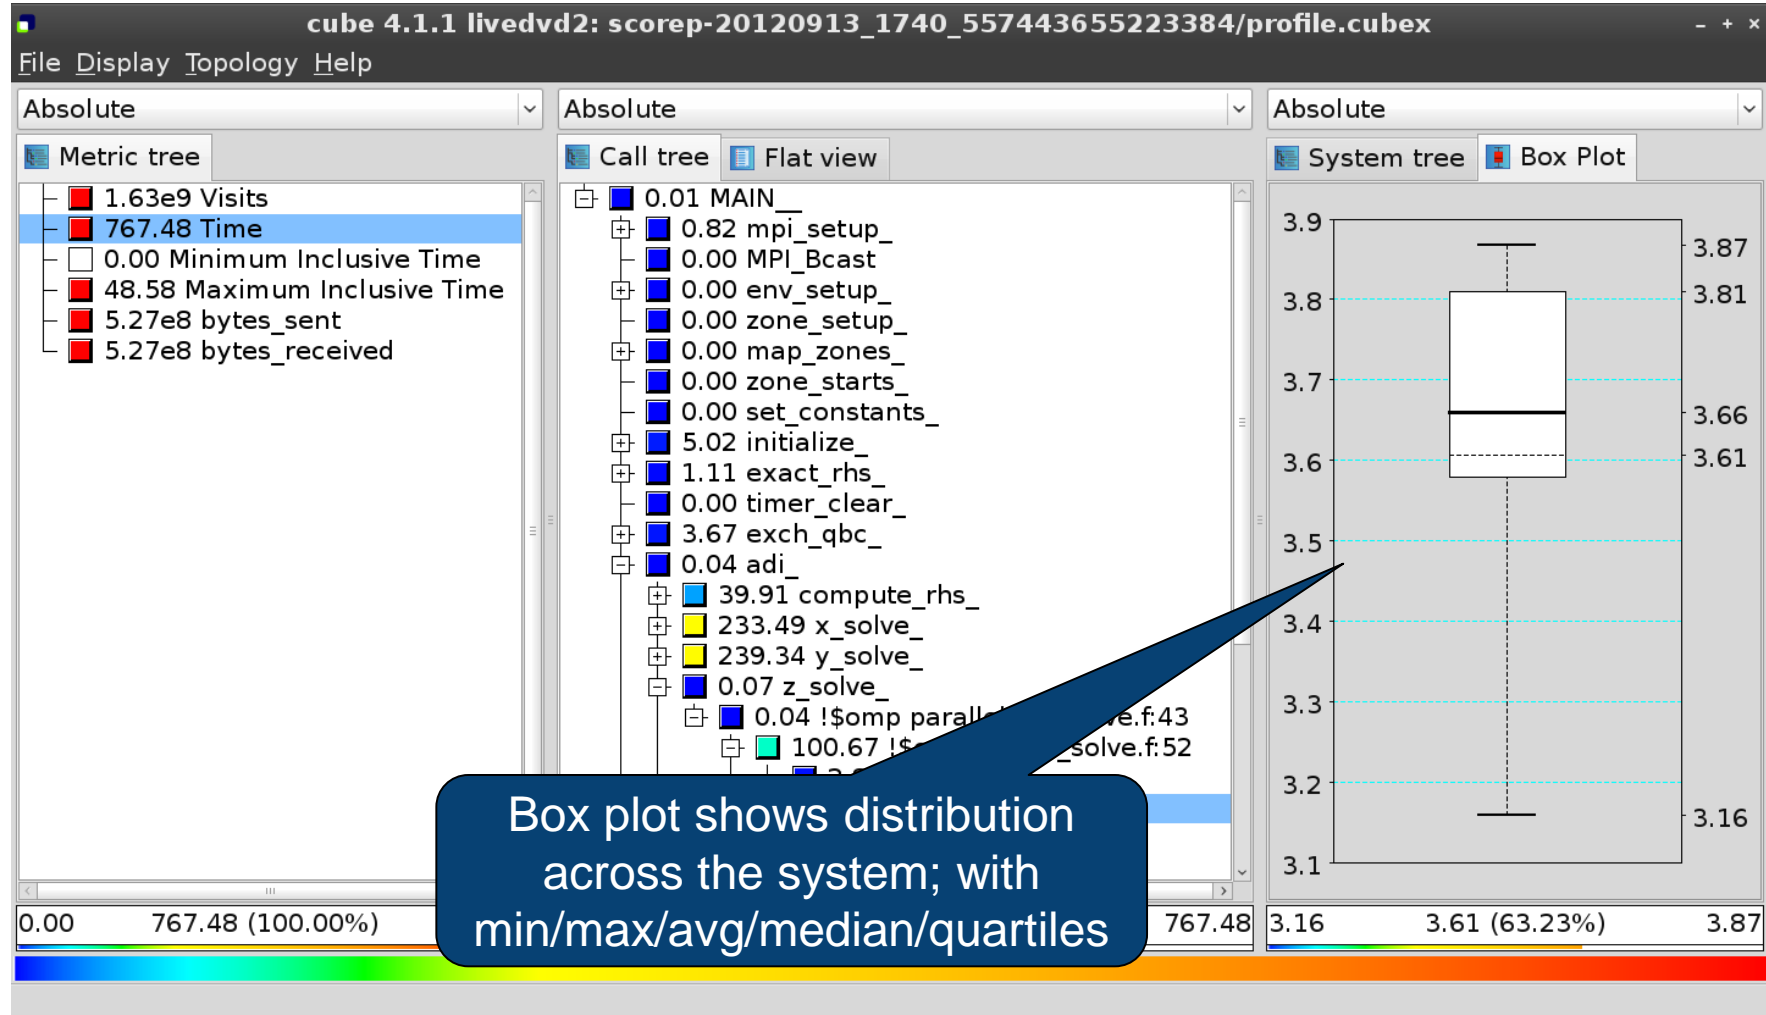 cube 4.1.1 livedvd2: scorep-20120913_1740_557443655223384/profile.cubex
File Display Topology Help
Absolute
Absolute
Absolute
Metric tree
Call tree
Flat view
System tree
Box Plot
1.63e9 Visits
767.48 Time
0.00 Minimum Inclusive Time
48.58 Maximum Inclusive Time
5.27e8 bytes_sent
5.27e8 bytes_received
0.01 MAIN__
0.82 mpi_setup_
0.00 MPI_Bcast
0.00 env_setup_
0.00 zone_setup_
0.00 map_zones_
0.00 zone_starts_
0.00 set_constants_
5.02 initialize_
1.11 exact_rhs_
0.00 timer_clear_
3.67 exch_qbc_
0.04 adi_
39.91 compute_rhs_
233.49 x_solve_
239.34 y_solve_
0.07 z_solve_
0.04 !$omp
100.67
3.9
3.8
3.7
3.6
3.5
3.4
3.3
3.2
3.1
3.87
3.81
3.66
3.61
3.16
Box plot shows distribution
across the system; with
min/max/avg/median/quartiles
0.00
767.48 (100.00%)
767.48
3.16
3.61 (63.23%)
3.87